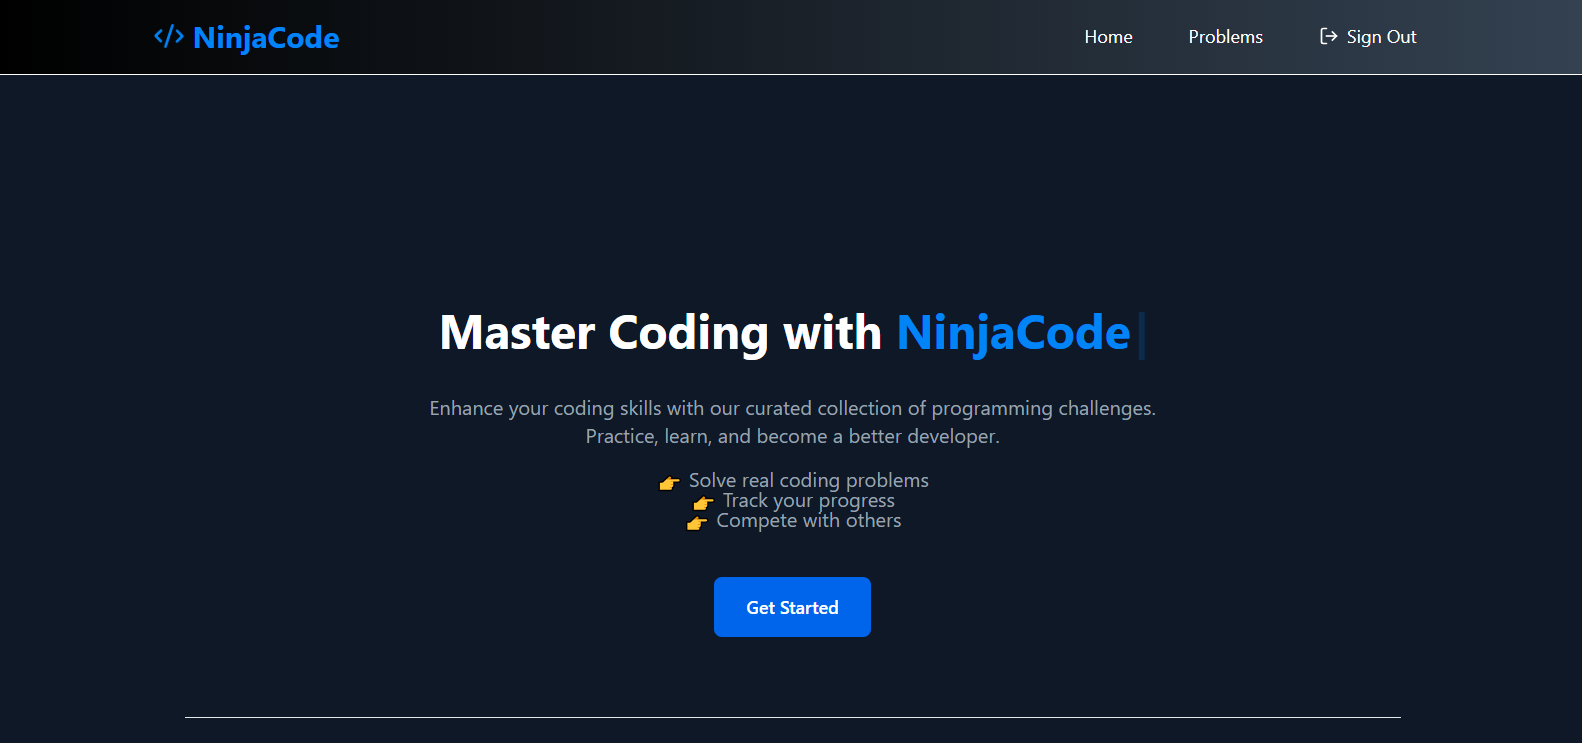 </> NinjaCode
Home Problems Sign Out
Master Coding with NinjaCode|
Enhance your coding skills with our curated collection of programming challenges.
Practice, learn, and become a better developer.
👉 Solve real coding problems
👉 Track your progress
👉 Compete with others
Get Started